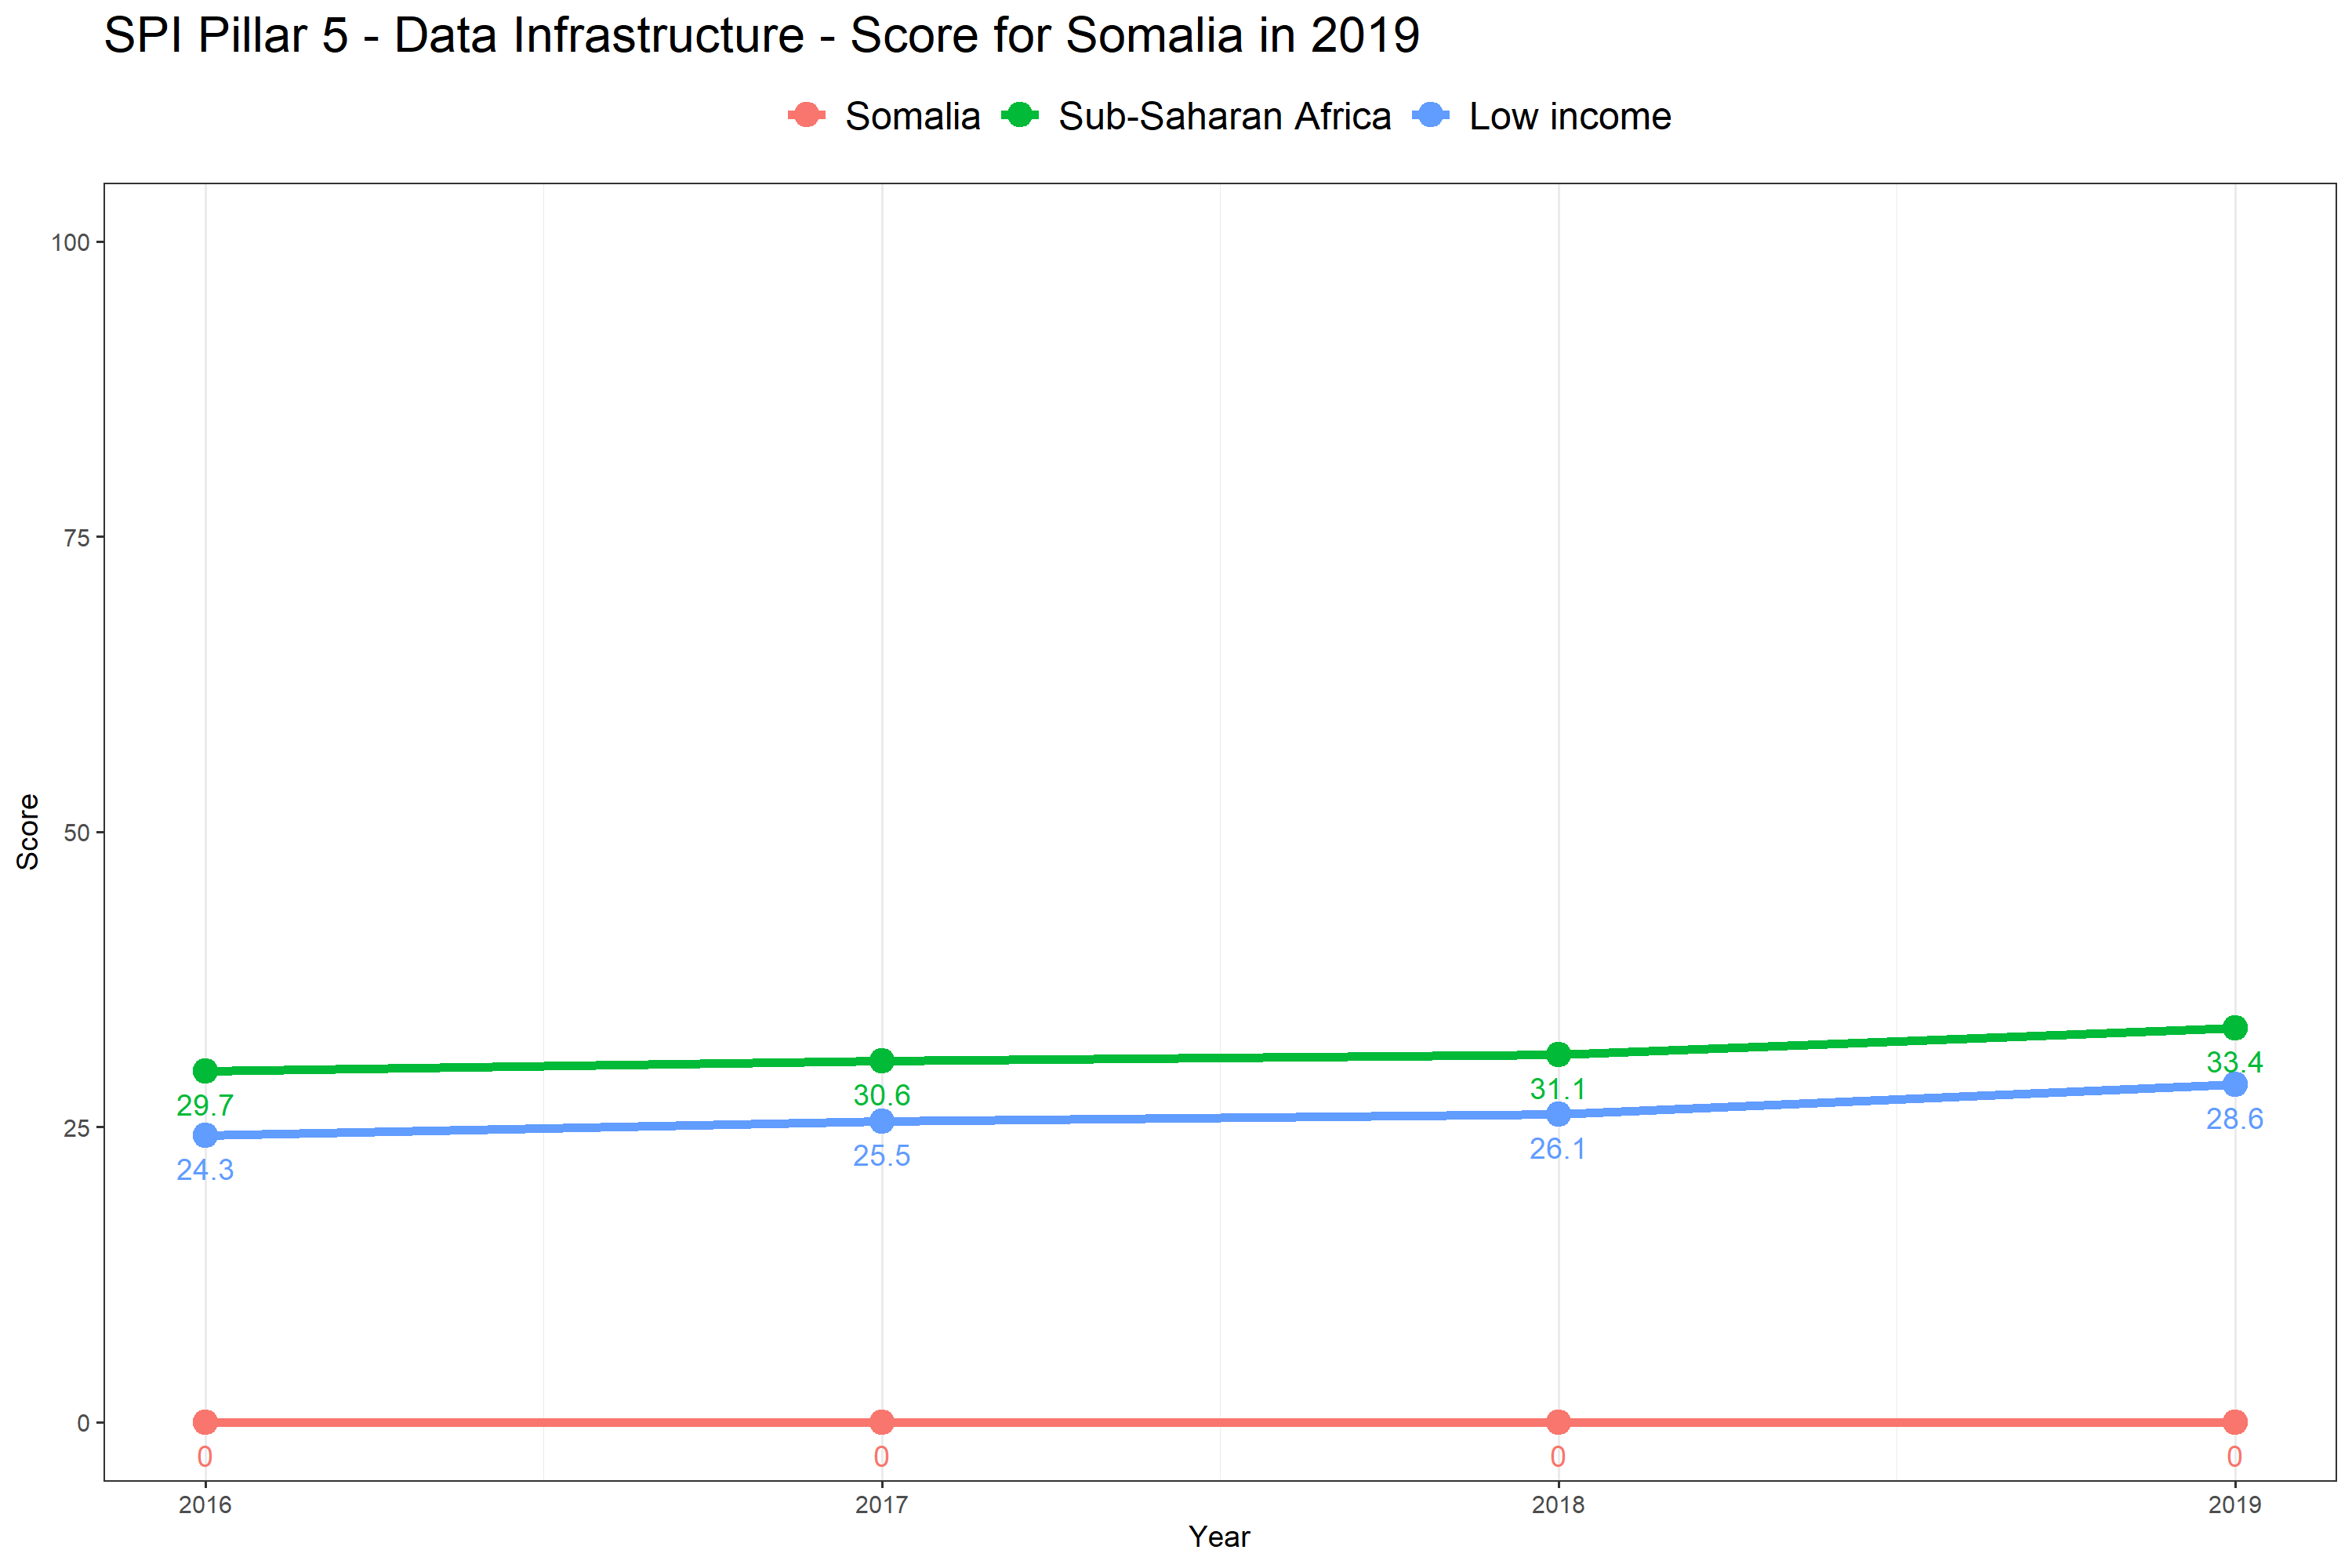 SPI Pillar 5 - Data Infrastructure - Score for Somalia in 2019
Somalia Sub-Saharan Africa Low income
100
75
50
25
0
Score
29.7 30.6 31.1 33.4
24.3 25.5 26.1 28.6
0 0 0 0
2016 2017 2018 2019
Year